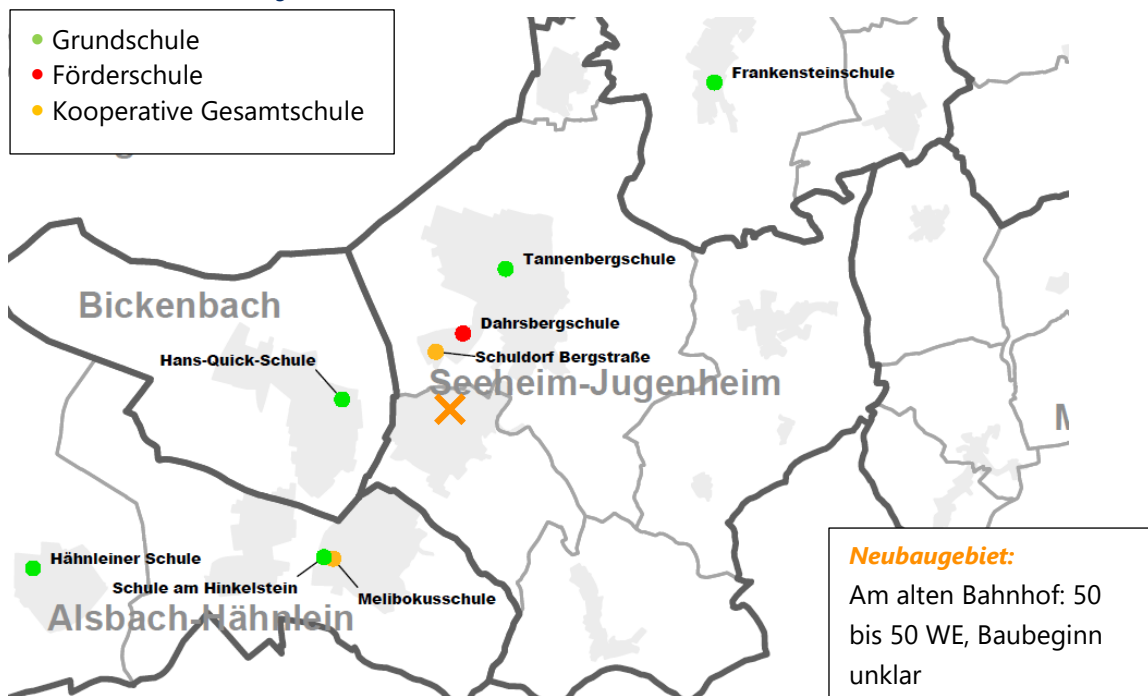 Grundschule
Förderschule
Kooperative Gesamtschule
Frankensteinschule
Tannenbergschule
Bickenbach
Dahrsbergschule
Hans-Quick-Schule
Schuldorf Bergstraße
Seeheim-Jugenheim
M
Hähnleiner Schule
Schule am Hinkelstein
Melibokusschule
Alsbach-Hähnlein
Neubaugebiet:
Am alten Bahnhof: 50
bis 50 WE, Baubeginn
unklar